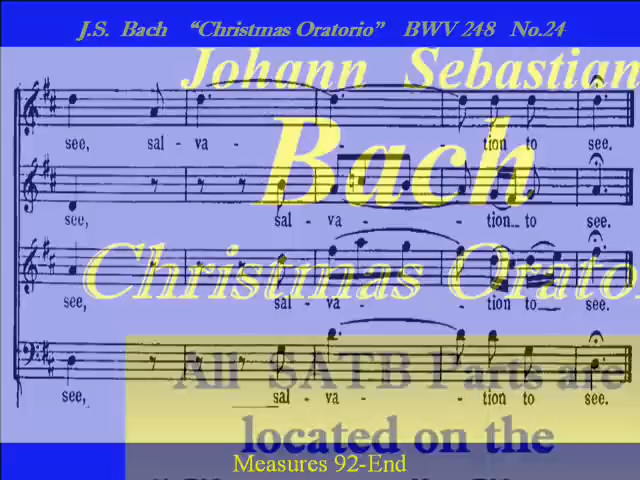 J.S. Bach “Christmas Oratorio” BWV 248 No.24
Johann Sebastian
see, sal - va - - - tion to see.
Bach
see, sal - va - - tion to see.
Christmas Orato
see, sal - va - - tion to see.
All SATB Parts are
see, sal - va - - tion to see.
located on the
Measures 92-End